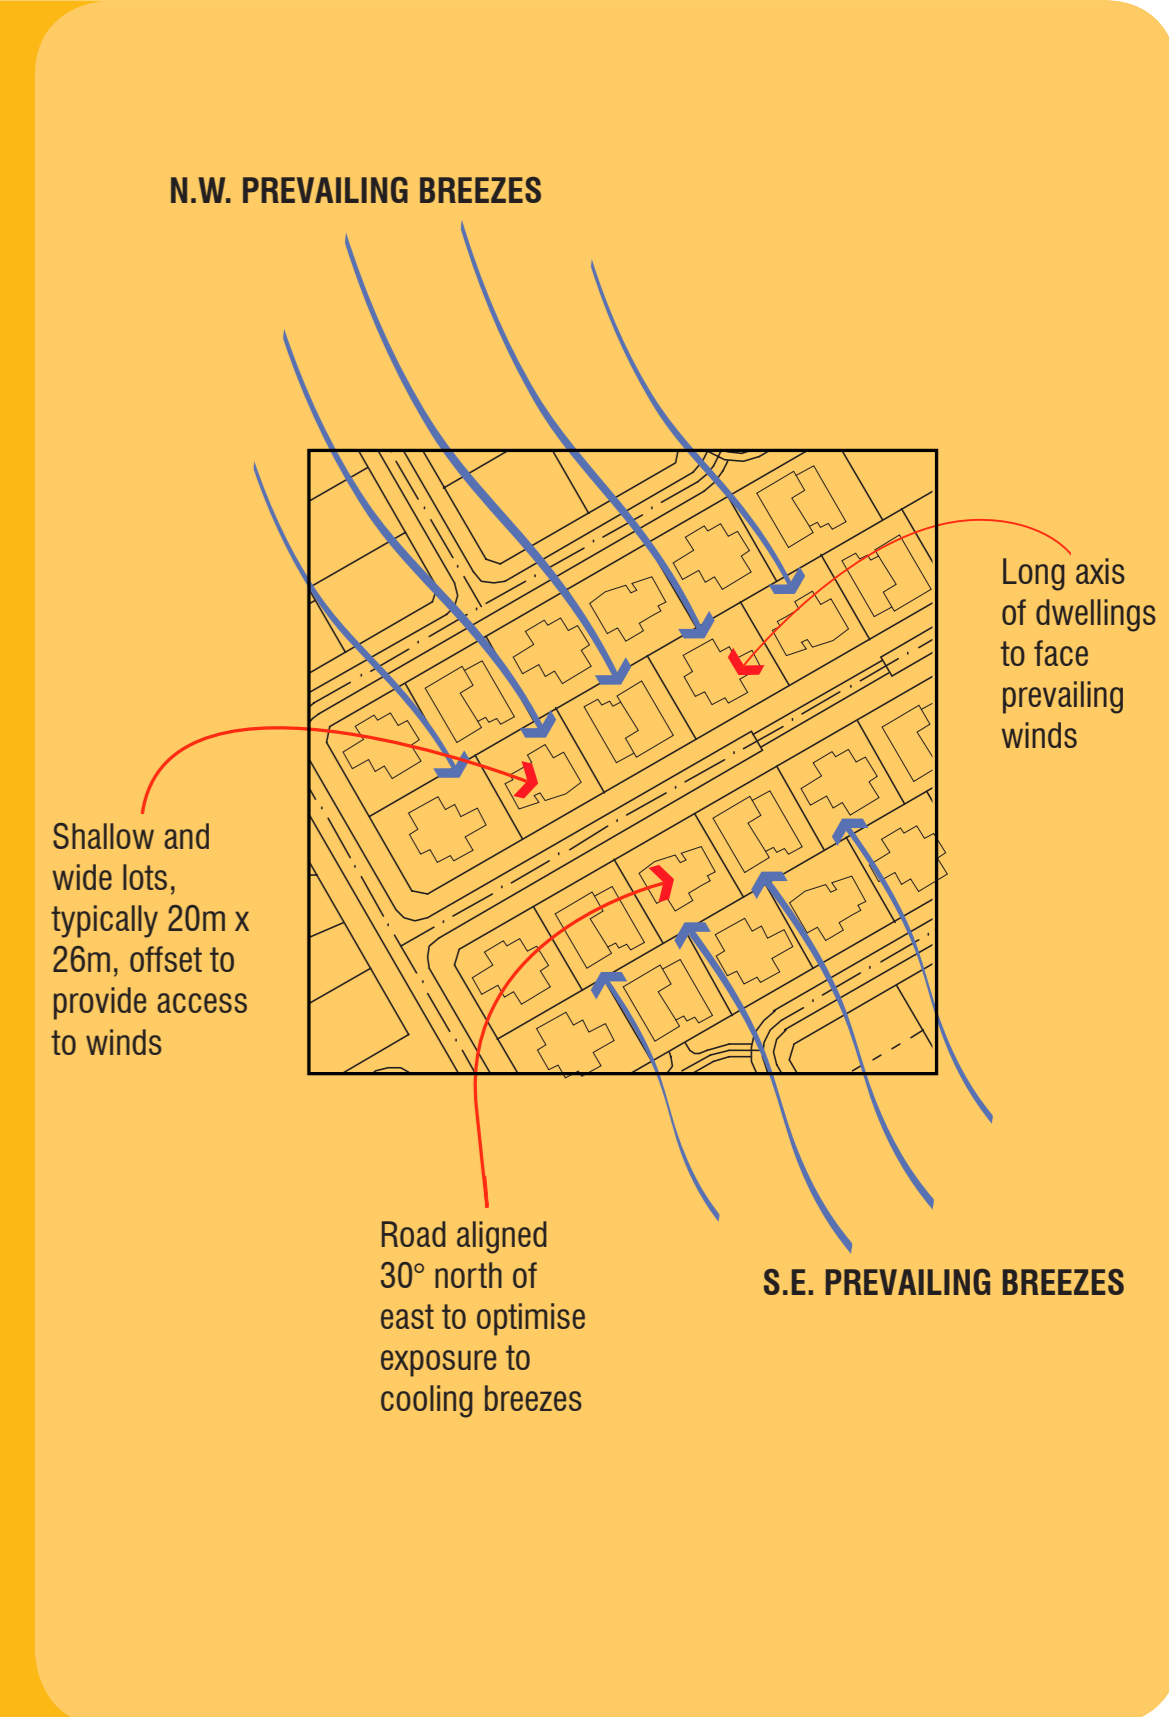 N.W. PREVAILING BREEZES
Long axis
of dwellings
to face
prevailing
winds
Shallow and
wide lots,
typically 20m x
26m, offset to
provide access
to winds
Road aligned
30° north of
east to optimise
exposure to
cooling breezes
S.E. PREVAILING BREEZES